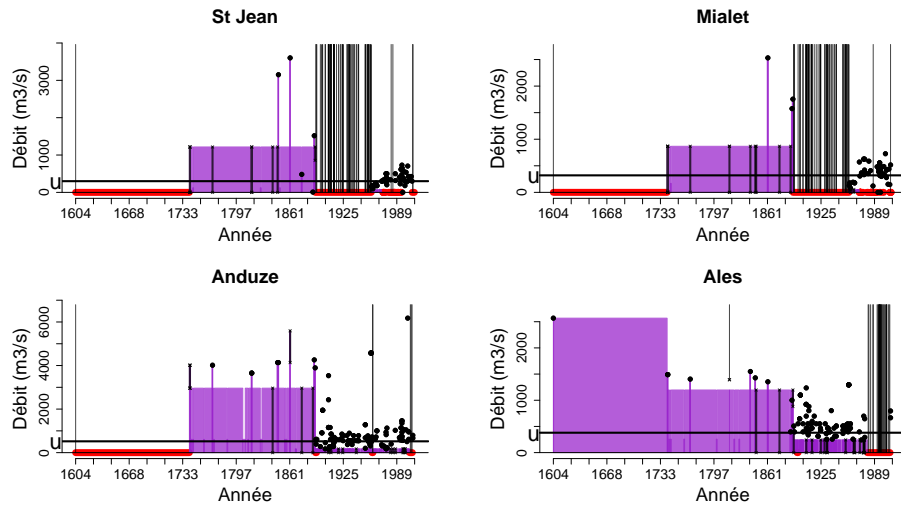 St Jean
Débit (m3/s)
0 1000 3000
u
1604 1668 1733 1797 1861 1925 1989
Année
Mialet
Débit (m3/s)
0 1000 2000
u
1604 1668 1733 1797 1861 1925 1989
Année
Anduze
Débit (m3/s)
0 2000 4000 6000
u
1604 1668 1733 1797 1861 1925 1989
Année
Ales
Débit (m3/s)
0 1000 2000
u
1604 1668 1733 1797 1861 1925 1989
Année